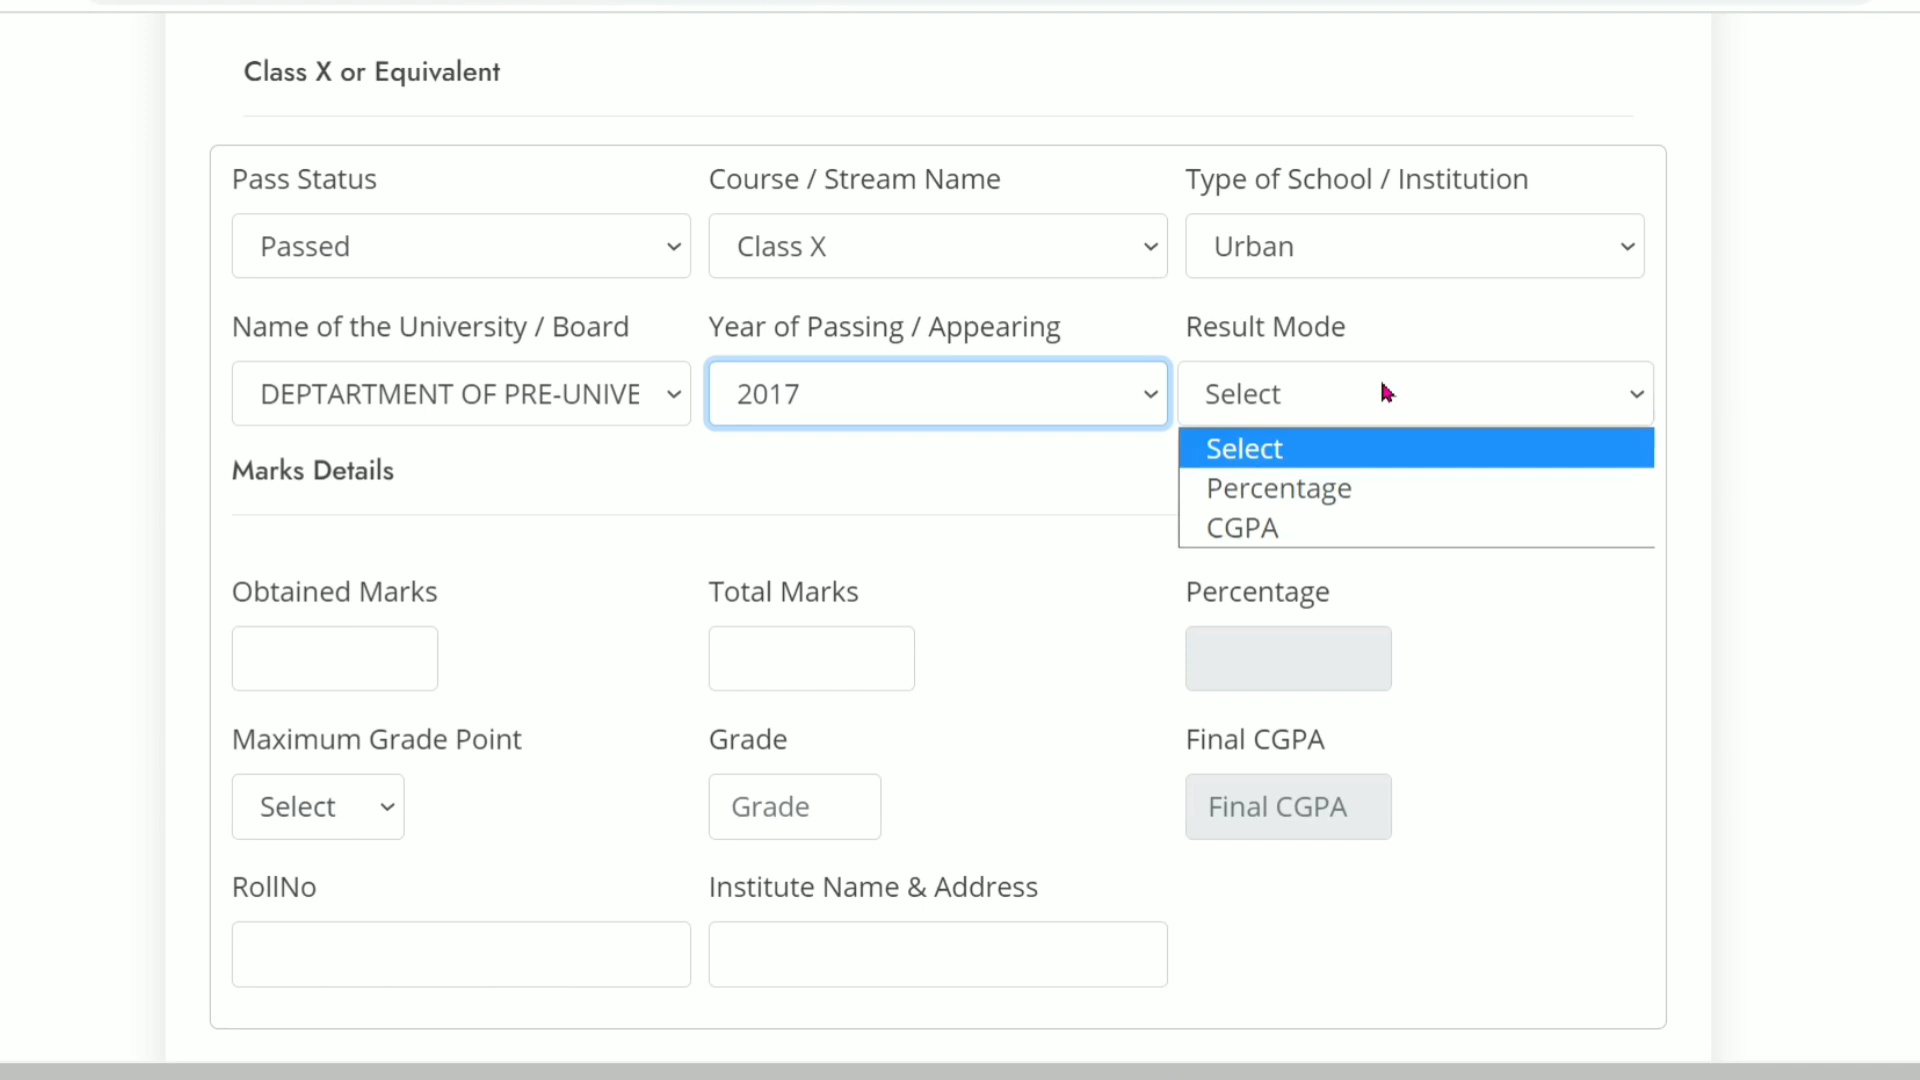 Class X or Equivalent
Pass Status
Course / Stream Name
Type of School / Institution
Passed
Class X
Urban
Name of the University / Board
Year of Passing / Appearing
Result Mode
DEPTARTMENT OF PRE-UNIVE
2017
Select
Select
Percentage
CGPA
Marks Details
Obtained Marks
Total Marks
Percentage
Maximum Grade Point
Grade
Final CGPA
Select
Grade
Final CGPA
RollNo
Institute Name & Address